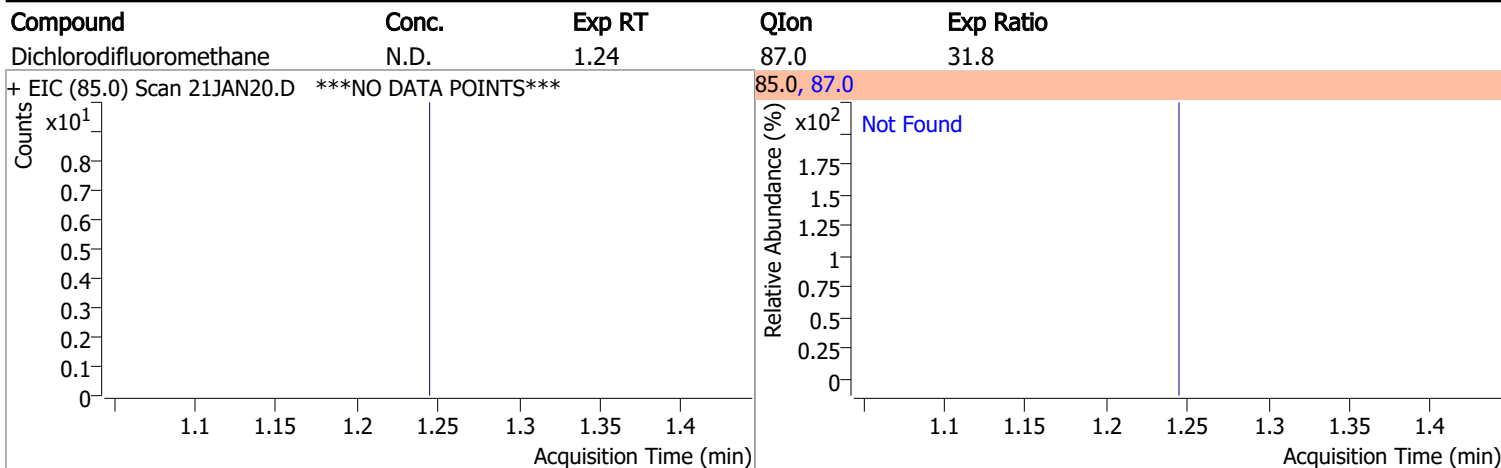 Compound Conc. Exp RT QIon Exp Ratio
Dichlorodifluoromethane N.D. 1.24 87.0 31.8
+ EIC (85.0) Scan 21JAN20.D ***NO DATA POINTS***
Counts
x10¹
0.8
0.7
0.6
0.5
0.4
0.3
0.2
0.1
0
1.1 1.15 1.2 1.25 1.3 1.35 1.4
Acquisition Time (min)
85.0, 87.0
Relative Abundance (%)
x10²
Not Found
1.75
1.5
1.25
1
0.75
0.5
0.25
0
1.1 1.15 1.2 1.25 1.3 1.35 1.4
Acquisition Time (min)